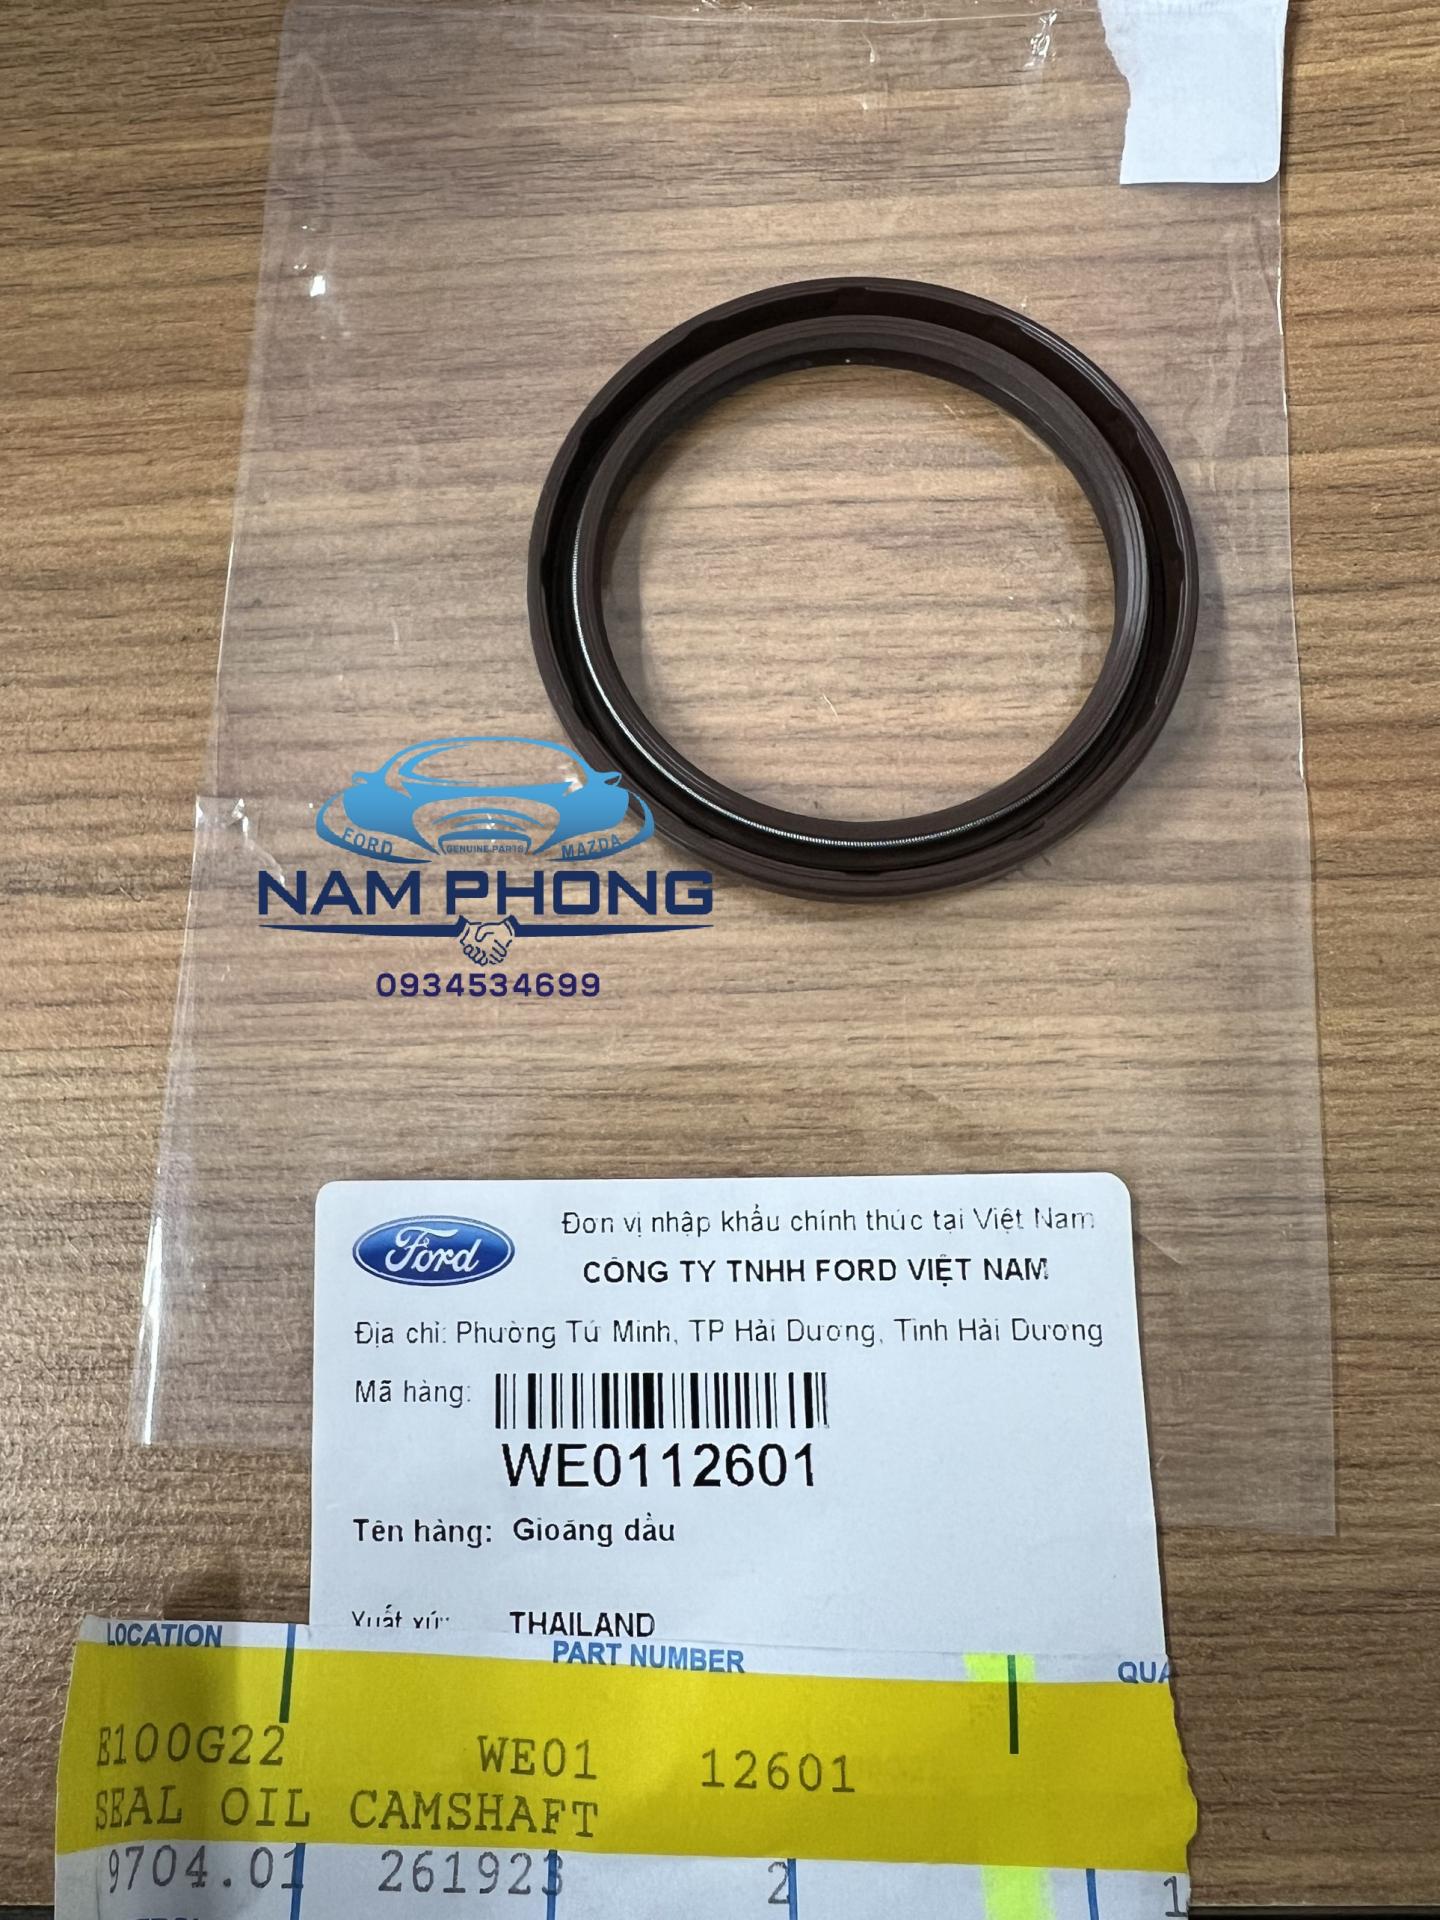 FORD
GENUINE PARTS
MAZDA
NAM PHONG
0934534699
Ford
Đơn vị nhập khẩu chính thức tại Việt Nam
CÔNG TY TNHH FORD VIỆT NAM
Địa chỉ: Phường Tứ Minh, TP Hải Dương, Tỉnh Hải Dương
Mã hàng:
WE0112601
Tên hàng: Gioăng dầu
Xuất xứ: THAILAND
LOCATION PART NUMBER QUA
E100G22 WE01 12601
SEAL OIL CAMSHAFT
9704.01 261923 2 1